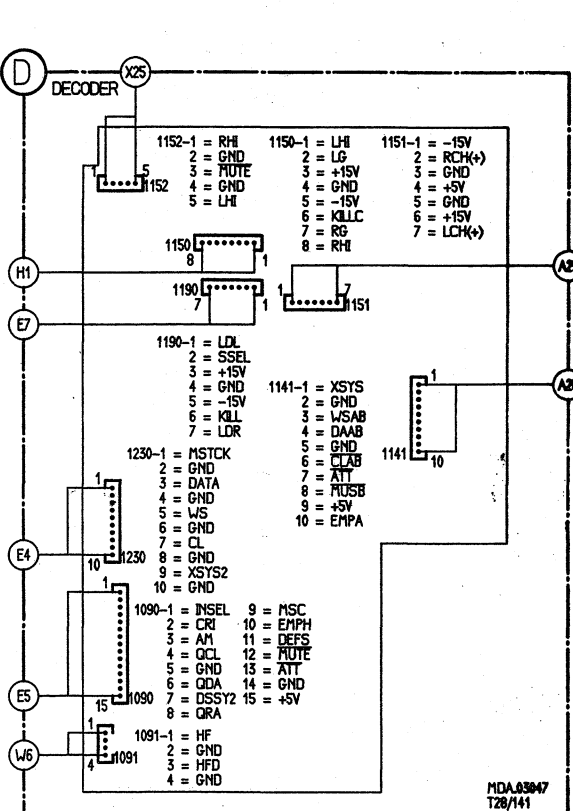 D
DECODER
X25
1152-1 = RHI
2 = GND
3 = M̅U̅T̅E̅
4 = GND
5 = LHI
1150-1 = LHI
2 = LG
3 = +15V
4 = GND
5 = -15V
6 = KILLC
7 = RG
8 = RHI
1151-1 = -15V
2 = RCH(+)
3 = GND
4 = +5V
5 = GND
6 = +15V
7 = LCH(+)
1
5
1152
1150
8
1
H1
1190
7
1
1
7
1151
E7
1190-1 = LDL
2 = SSEL
3 = +15V
4 = GND
5 = -15V
6 = KILL
7 = LDR
1141-1 = XSYS
2 = GND
3 = WSAB
4 = DAAB
5 = GND
6 = C̅L̅A̅B̅
7 = A̅T̅T̅
8 = M̅U̅S̅B̅
9 = +5V
10 = EMPA
1
1141
10
1230-1 = MSTCK
2 = GND
3 = DATA
4 = GND
5 = WS
6 = GND
7 = CL
8 = GND
9 = XSYS2
10 = GND
1
E4
10
1230
1
1090-1 = INSEL
2 = CRI
3 = AM
4 = QCL
5 = GND
6 = QDA
7 = DSSY2
8 = QRA
9 = MSC
10 = EMPH
11 = DEFS
12 = M̅U̅T̅E̅
13 = A̅T̅T̅
14 = GND
15 = +5V
E5
15
1090
1
W6
4
1091
1091-1 = HF
2 = GND
3 = HFD
4 = GND
MDA.03047
T28/141